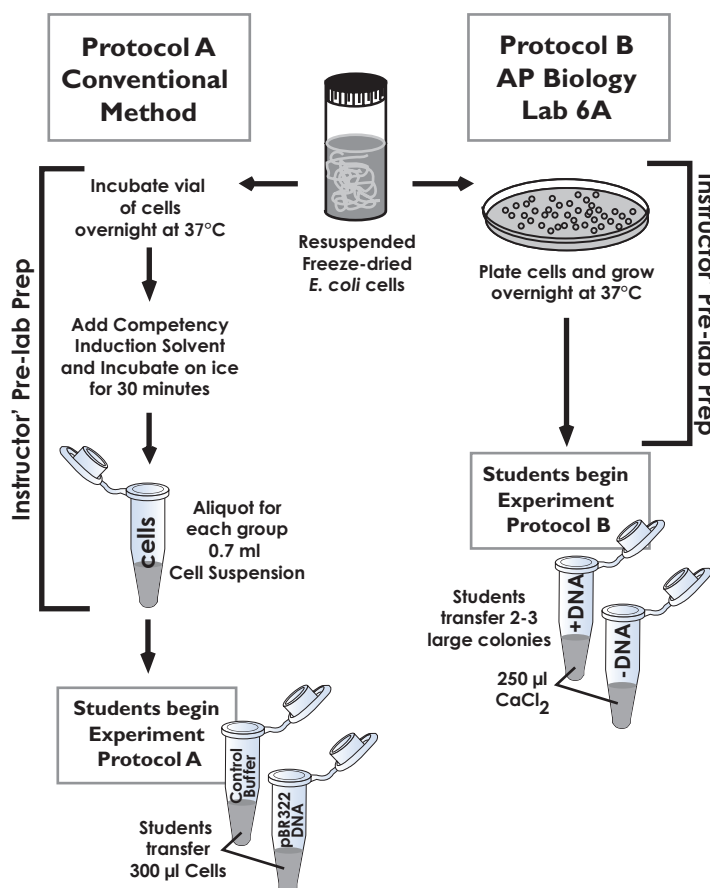 Protocol A
Conventional
Method
Protocol B
AP Biology
Lab 6A
Instructor' Pre-lab Prep
Incubate vial
of cells
overnight at 37°C
Resuspended
Freeze-dried
E. coli cells
Plate cells and grow
overnight at 37°C
Instructor' Pre-lab Prep
Add Competency
Induction Solvent
and Incubate on ice
for 30 minutes
cells
Aliquot for
each group
0.7 ml
Cell Suspension
Students begin
Experiment
Protocol B
Students transfer 2-3
large colonies
+DNA
-DNA
250 µl
CaCl2
Students begin
Experiment
Protocol A
Control
Buffer
pBR322
DNA
Students
transfer
300 µl Cells